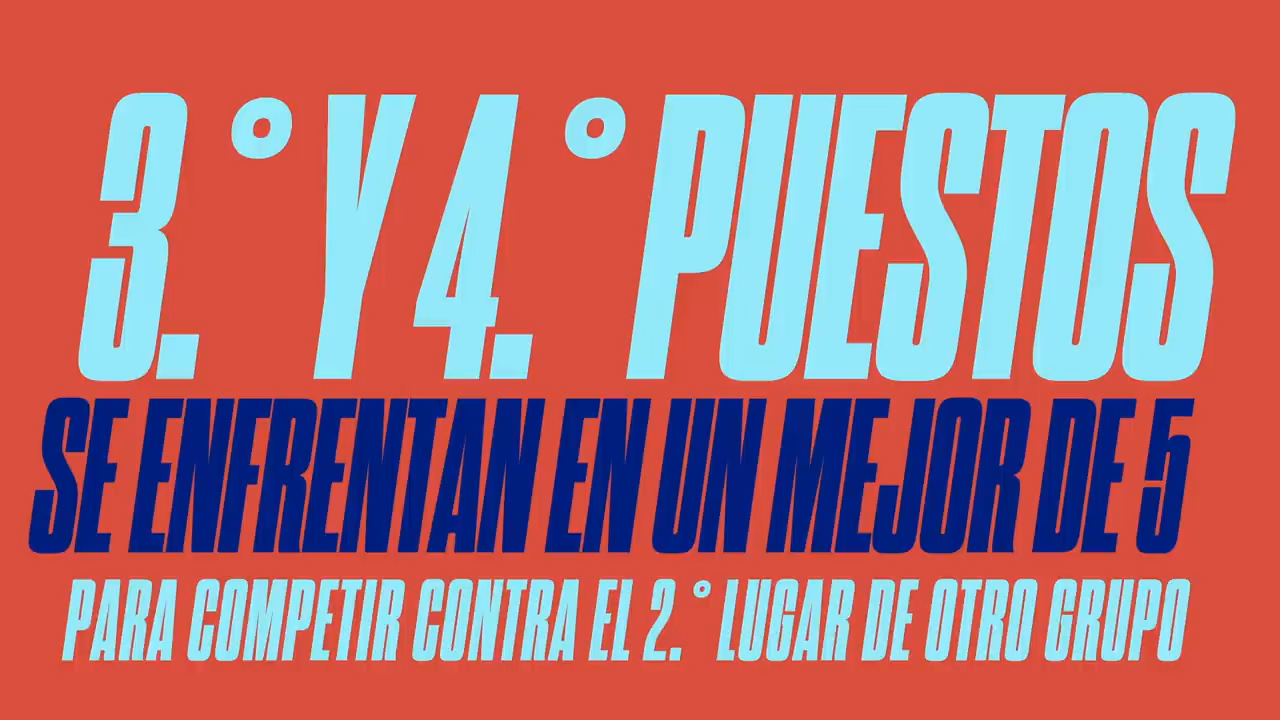 3.º Y 4.º PUESTOS
SE ENFRENTAN EN UN MEJOR DE 5
PARA COMPETIR CONTRA EL 2.º LUGAR DE OTRO GRUPO